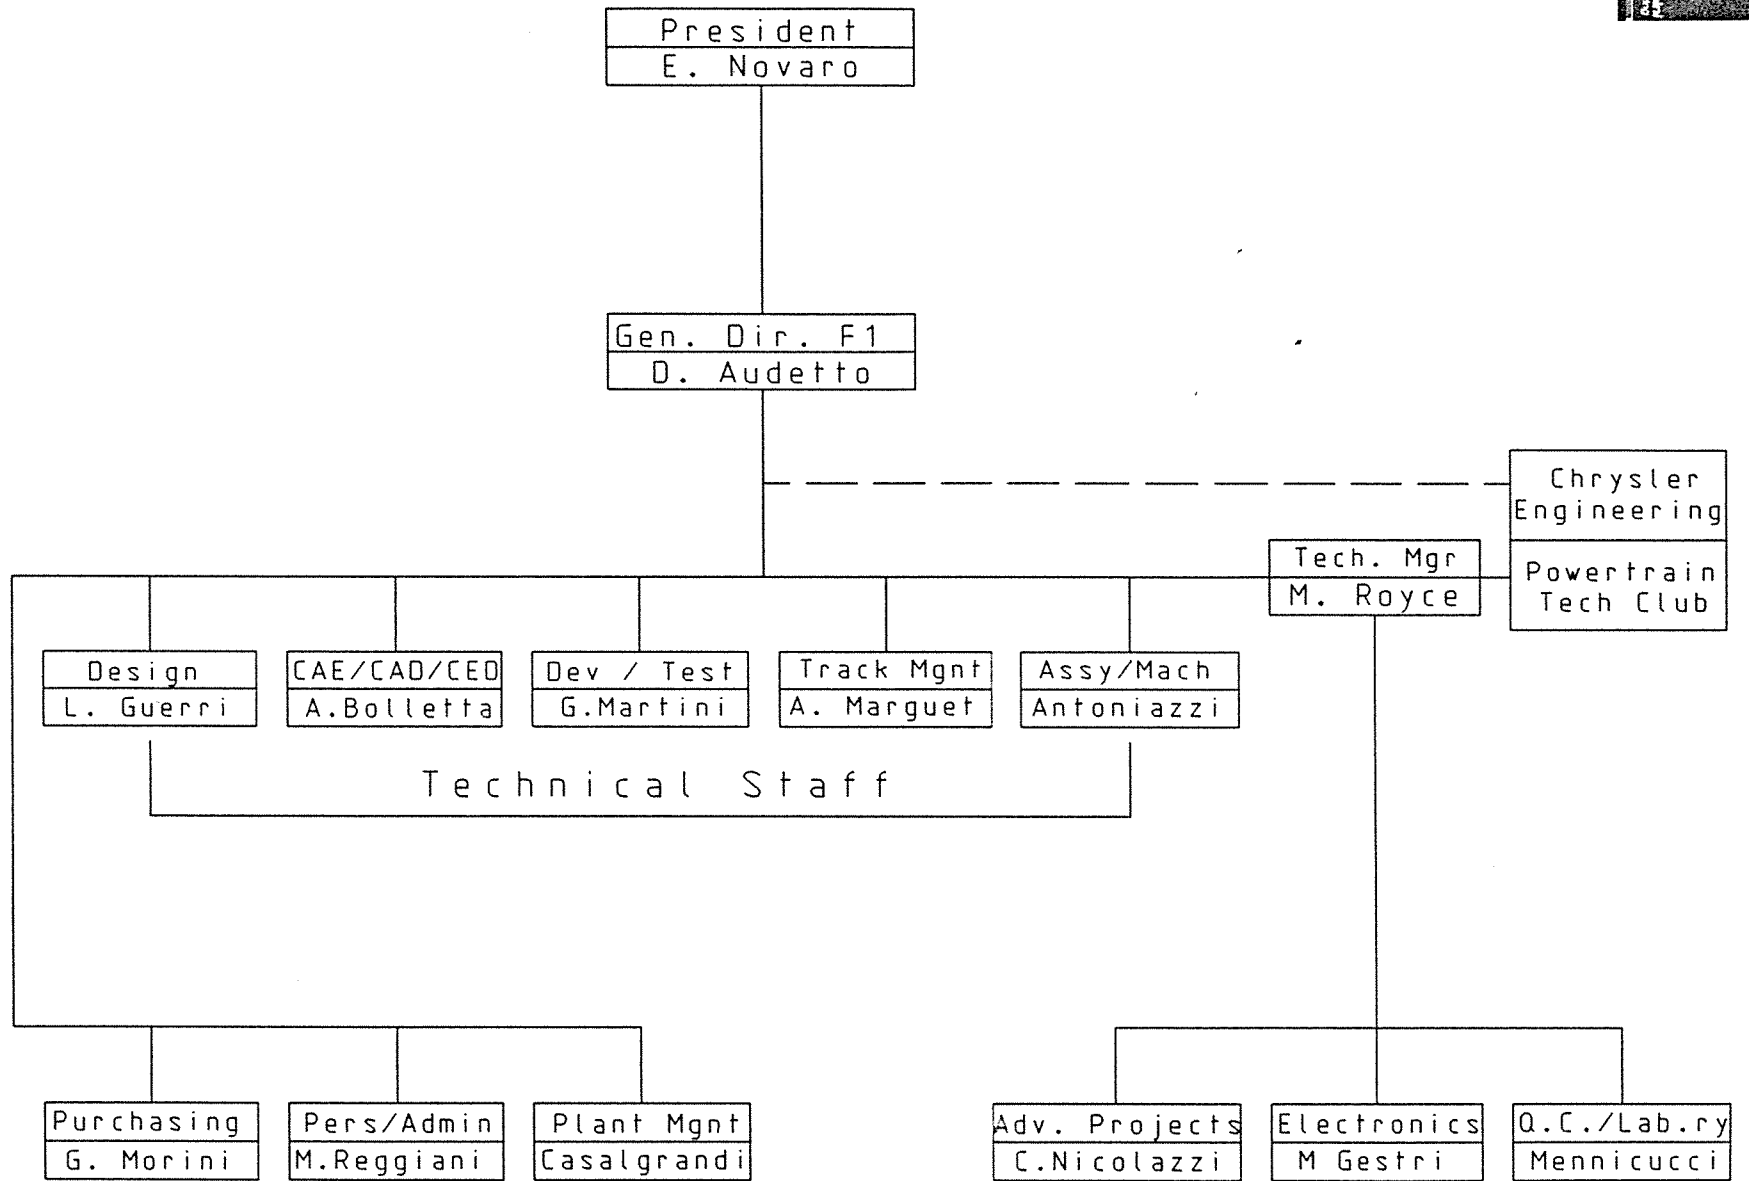 President
E. Novaro
Gen. Dir. F1
D. Audetto
Chrysler
Engineering
Powertrain
Tech Club
Tech. Mgr
M. Royce
Design
L. Guerri
CAE/CAD/CED
A.Bolletta
Dev / Test
G.Martini
Track Mgnt
A. Marguet
Assy/Mach
Antoniazzi
Technical Staff
Purchasing
G. Morini
Pers/Admin
M.Reggiani
Plant Mgnt
Casalgrandi
Adv. Projects
C.Nicolazzi
Electronics
M Gestri
Q.C./Lab.ry
Mennicucci